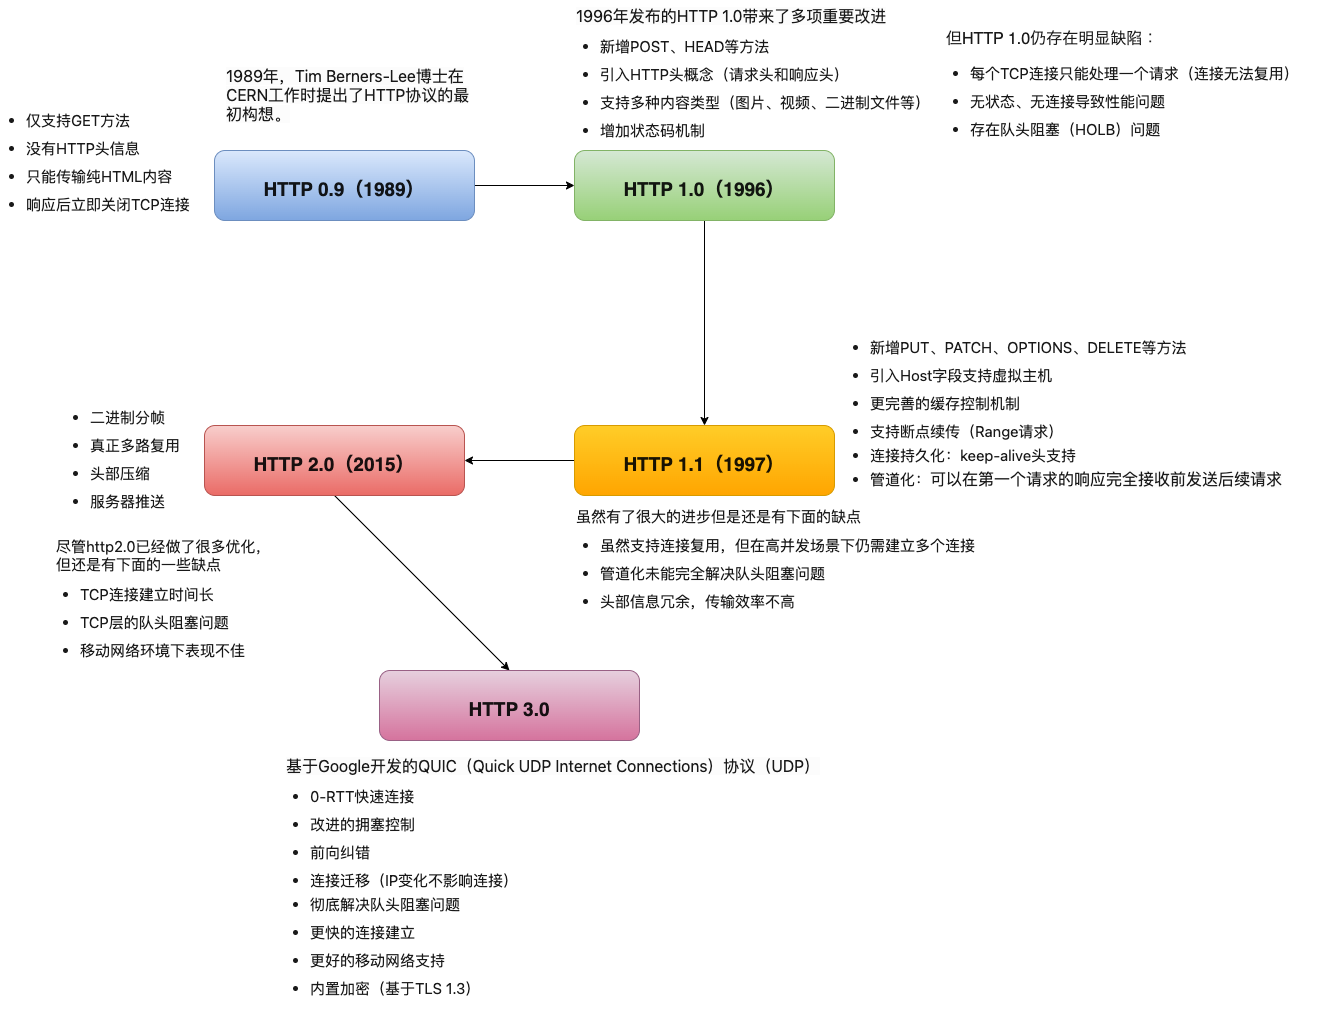 1989年，Tim Berners-Lee博士在
CERN工作时提出了HTTP协议的最
初构想。
仅支持GET方法
没有HTTP头信息
只能传输纯HTML内容
响应后立即关闭TCP连接
HTTP 0.9（1989）
1996年发布的HTTP 1.0带来了多项重要改进
新增POST、HEAD等方法
引入HTTP头概念（请求头和响应头）
支持多种内容类型（图片、视频、二进制文件等）
增加状态码机制
HTTP 1.0（1996）
但HTTP 1.0仍存在明显缺陷：
每个TCP连接只能处理一个请求（连接无法复用）
无状态、无连接导致性能问题
存在队头阻塞（HOLB）问题
新增PUT、PATCH、OPTIONS、DELETE等方法
引入Host字段支持虚拟主机
更完善的缓存控制机制
支持断点续传（Range请求）
连接持久化：keep-alive头支持
管道化：可以在第一个请求的响应完全接收前发送后续请求
HTTP 1.1（1997）
虽然有了很大的进步但是还是有下面的缺点
虽然支持连接复用，但在高并发场景下仍需建立多个连接
管道化未能完全解决队头阻塞问题
头部信息冗余，传输效率不高
二进制分帧
真正多路复用
头部压缩
服务器推送
HTTP 2.0（2015）
尽管http2.0已经做了很多优化，
但还是有下面的一些缺点
TCP连接建立时间长
TCP层的队头阻塞问题
移动网络环境下表现不佳
HTTP 3.0
基于Google开发的QUIC（Quick UDP Internet Connections）协议（UDP）
0-RTT快速连接
改进的拥塞控制
前向纠错
连接迁移（IP变化不影响连接）
彻底解决队头阻塞问题
更快的连接建立
更好的移动网络支持
内置加密（基于TLS 1.3）